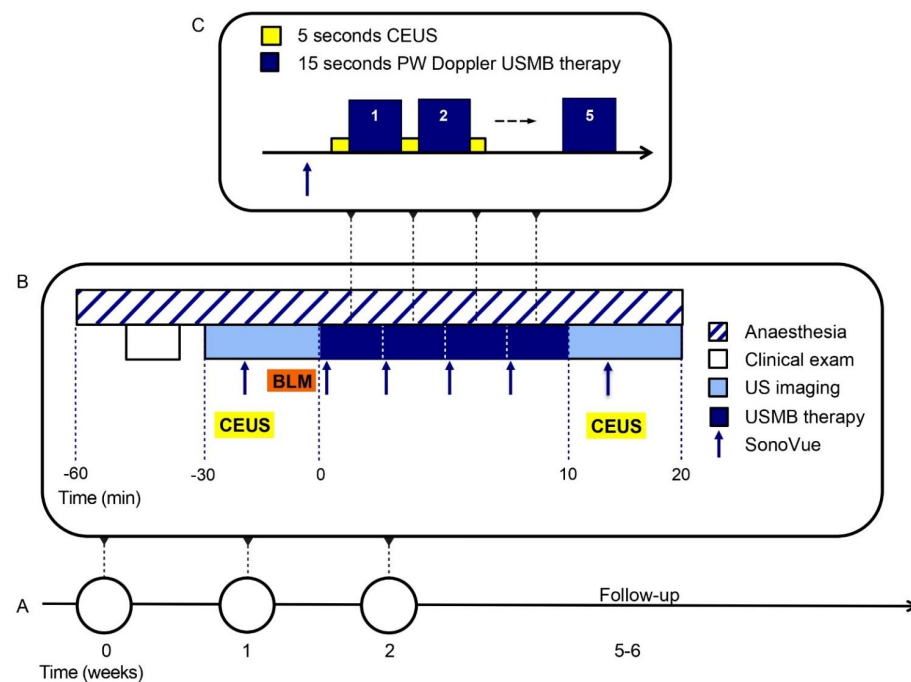 C
5 seconds CEUS
15 seconds PW Doppler USMB therapy
1 2 5
B
Anaesthesia
Clinical exam
US imaging
USMB therapy
SonoVue
BLM
CEUS CEUS
-60 -30 0 10 20
Time (min)
A
Follow-up
0 1 2 5-6
Time (weeks)